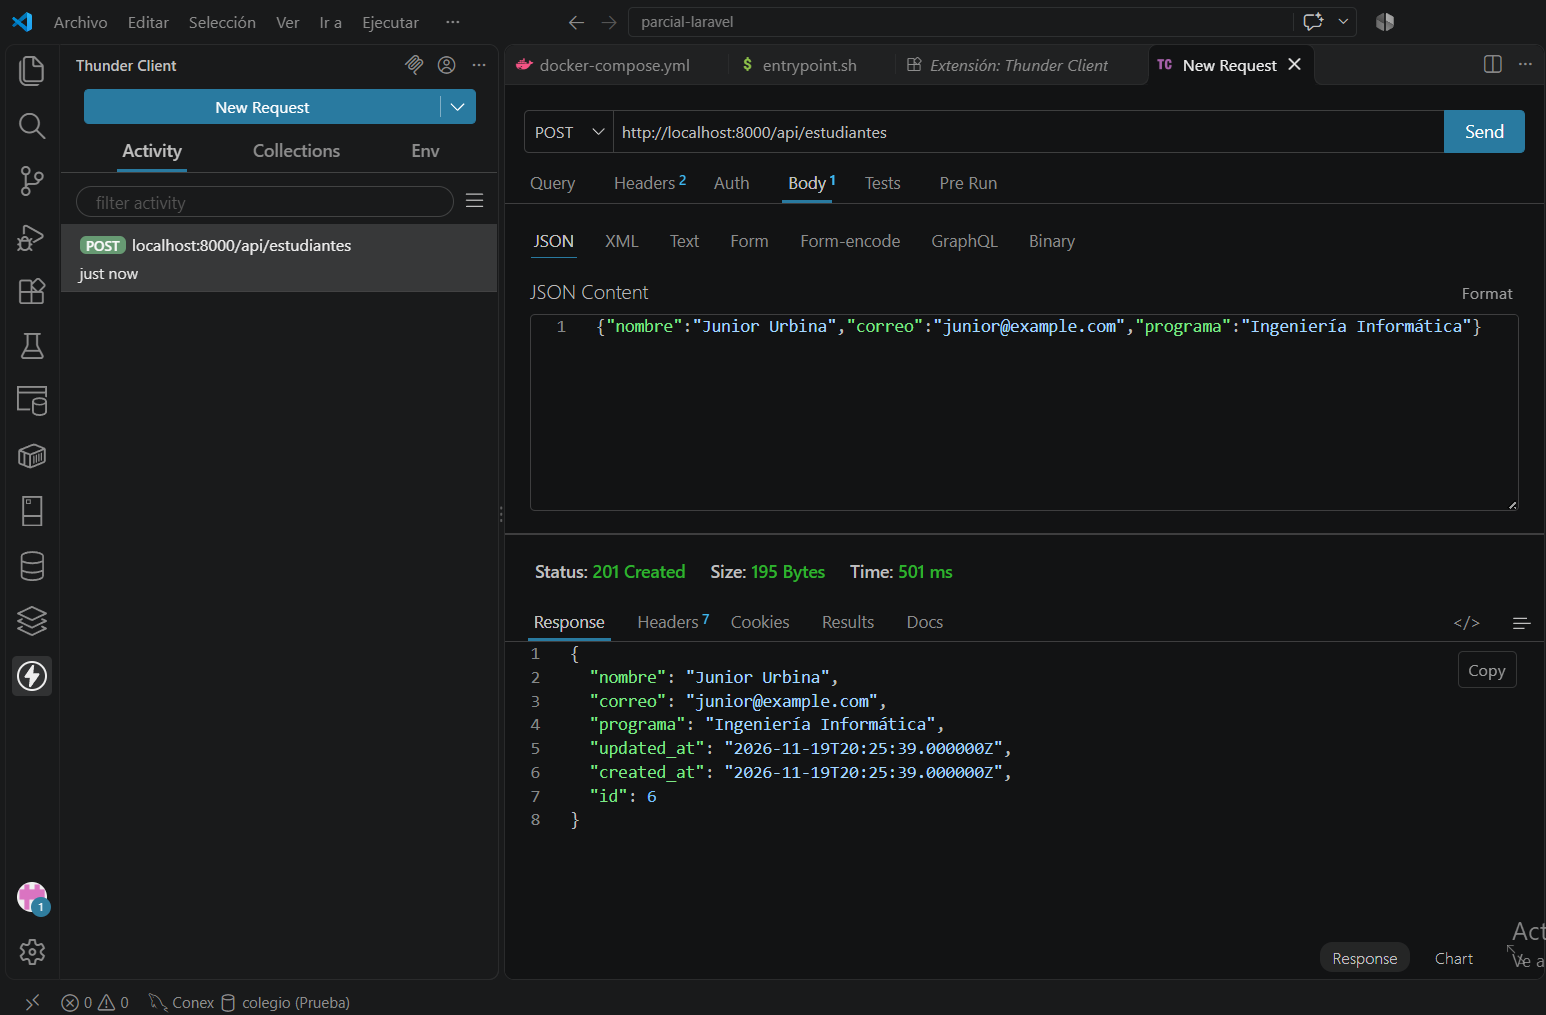 Archivo Editar Selección Ver Ir a Ejecutar ···
parcial-laravel
Thunder Client
New Request
Activity Collections Env
filter activity
POST localhost:8000/api/estudiantes
just now
docker-compose.yml
$ entrypoint.sh
Extensión: Thunder Client
TC New Request
POST http://localhost:8000/api/estudiantes Send
Query Headers 2 Auth Body 1 Tests Pre Run
JSON XML Text Form Form-encode GraphQL Binary
JSON Content Format
1 {"nombre":"Junior Urbina","correo":"junior@example.com","programa":"Ingeniería Informática"}
Status: 201 Created Size: 195 Bytes Time: 501 ms
Response Headers 7 Cookies Results Docs </>
Copy
1 {
2 "nombre": "Junior Urbina",
3 "correo": "junior@example.com",
4 "programa": "Ingeniería Informática",
5 "updated_at": "2026-11-19T20:25:39.000000Z",
6 "created_at": "2026-11-19T20:25:39.000000Z",
7 "id": 6
8 }
Response Chart
Act
Ve a
1
0 0 Conex colegio (Prueba)